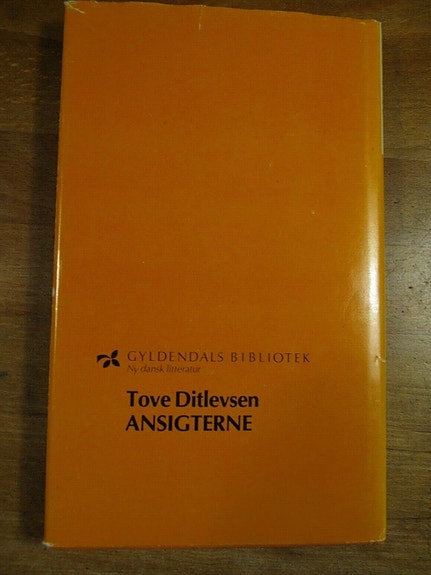 GYLDENDALS BIBLIOTEK
Ny dansk litteratur
Tove Ditlevsen
ANSIGTERNE